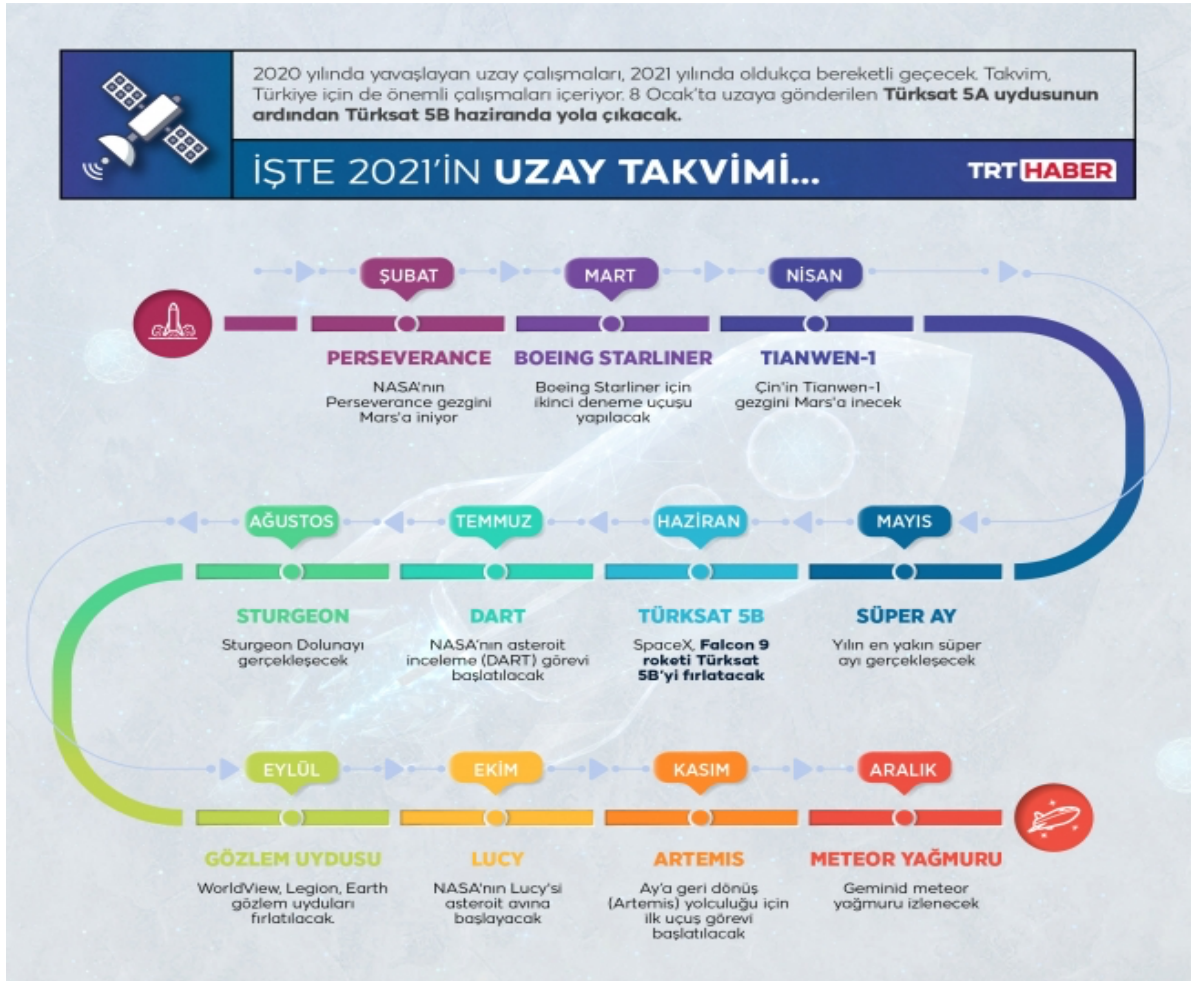 2020 yılında yavaşlayan uzay çalışmaları, 2021 yılında oldukça bereketli geçecek. Takvim,
Türkiye için de önemli çalışmaları içeriyor. 8 Ocak'ta uzaya gönderilen Türksat 5A uydusunun
ardından Türksat 5B haziranda yola çıkacak.
İŞTE 2021'İN UZAY TAKVİMİ...
TRT HABER
ŞUBAT
PERSEVERANCE
NASA'nın
Perseverance gezgini
Mars'a iniyor
MART
BOEING STARLINER
Boeing Starliner için
ikinci deneme uçuşu
yapılacak
NİSAN
TIANWEN-1
Çin'in Tianwen-1
gezgini Mars'a inecek
MAYIS
SÜPER AY
Yılın en yakın süper
ayı gerçekleşecek
HAZİRAN
TÜRKSAT 5B
SpaceX, Falcon 9
roketi Türksat
5B'yi fırlatacak
TEMMUZ
DART
NASA'nın asteroit
inceleme (DART) görevi
başlatılacak
AĞUSTOS
STURGEON
Sturgeon Dolunayı
gerçekleşecek
EYLÜL
GÖZLEM UYDUSU
WorldView, Legion, Earth
gözlem uyduları
fırlatılacak.
EKİM
LUCY
NASA'nın Lucy'si
asteroit avına
başlayacak
KASIM
ARTEMIS
Ay'a geri dönüş
(Artemis) yolculuğu için
ilk uçuş görevi
başlatılacak
ARALIK
METEOR YAĞMURU
Geminid meteor
yağmuru izlenecek